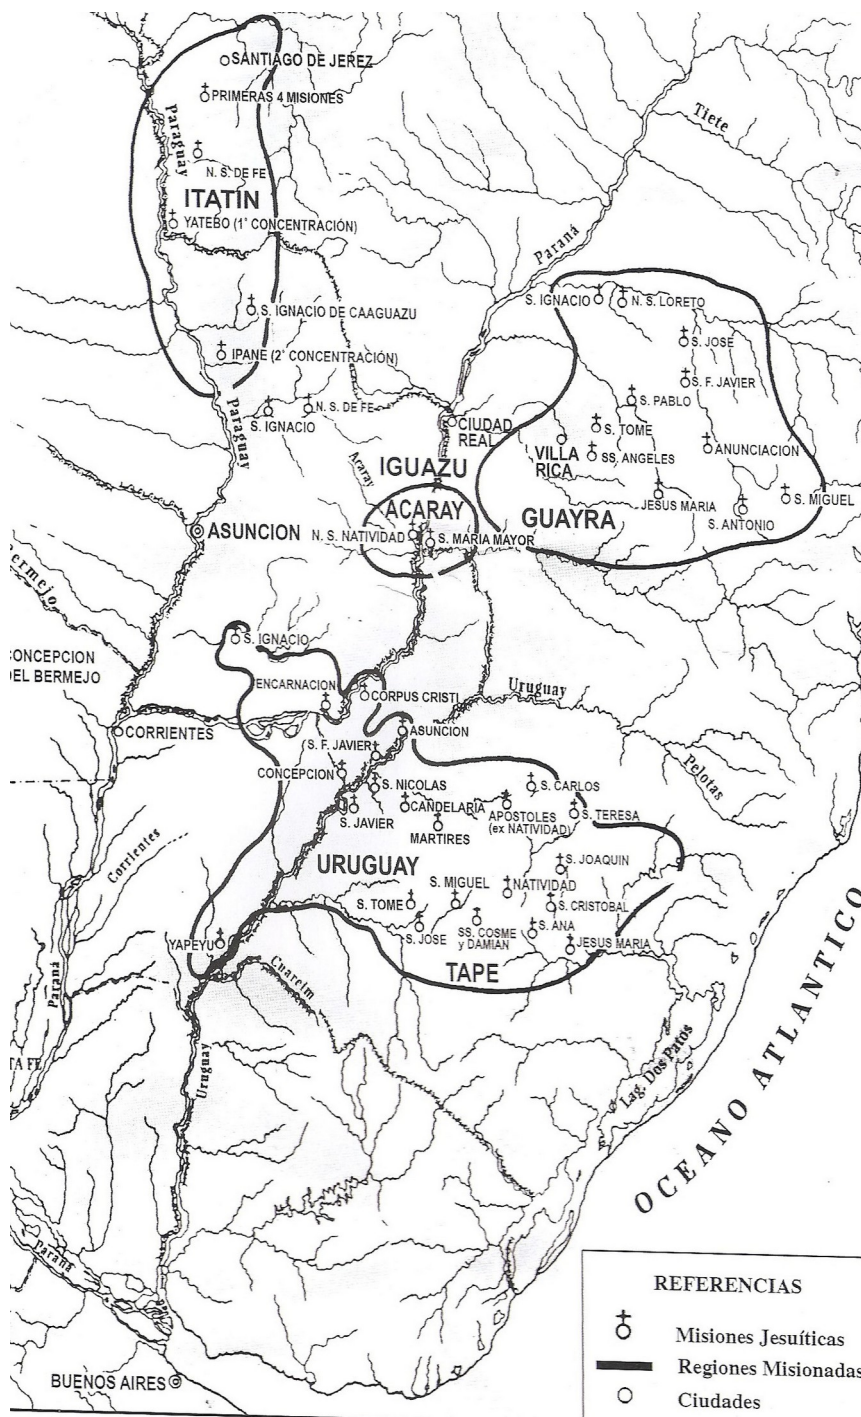 SANTIAGO DE JEREZ
PRIMERAS 4 MISIONES
Paraguay
Tiete
N. S. DE FE
ITATIN
YATEBO (1° CONCENTRACIÓN)
Paraná
S. IGNACIO
N. S. LORETO
S. IGNACIO DE CAAGUAZU
S. JOSE
IPANE (2° CONCENTRACIÓN)
S. F. JAVIER
S. PABLO
Paraguay
S. IGNACIO
N. S. DE FE
CIUDAD
REAL
S. TOME
ANUNCIACION
VILLA
RICA
SS. ANGELES
Acaray
IGUAZU
JESUS MARIA
S. MIGUEL
S. ANTONIO
ACARAY
GUAYRA
ASUNCION
N. S. NATIVIDAD
S. MARIA MAYOR
Bermejo
S. IGNACIO
CONCEPCION
DEL BERMEJO
ENCARNACION
CORPUS CRISTI
Uruguay
CORRIENTES
ASUNCION
S. F. JAVIER
Pelotas
CONCEPCION
S. NICOLAS
S. CARLOS
S. JAVIER
CANDELARIA
APOSTOLES
(ex NATIVIDAD)
S. TERESA
MARTIRES
Corrientes
URUGUAY
S. JOAQUIN
S. MIGUEL
NATIVIDAD
S. TOME
S. CRISTOBAL
S. JOSE
SS. COSME
y DAMIAN
S. ANA
YAPEYU
JESUS MARIA
TAPE
Cuareim
Paraná
TA FE
Uruguay
Lag. Dos Patos
OCEANO ATLANTICO
Paraná
BUENOS AIRES
REFERENCIAS
Misiones Jesuíticas
Regiones Misionadas
Ciudades